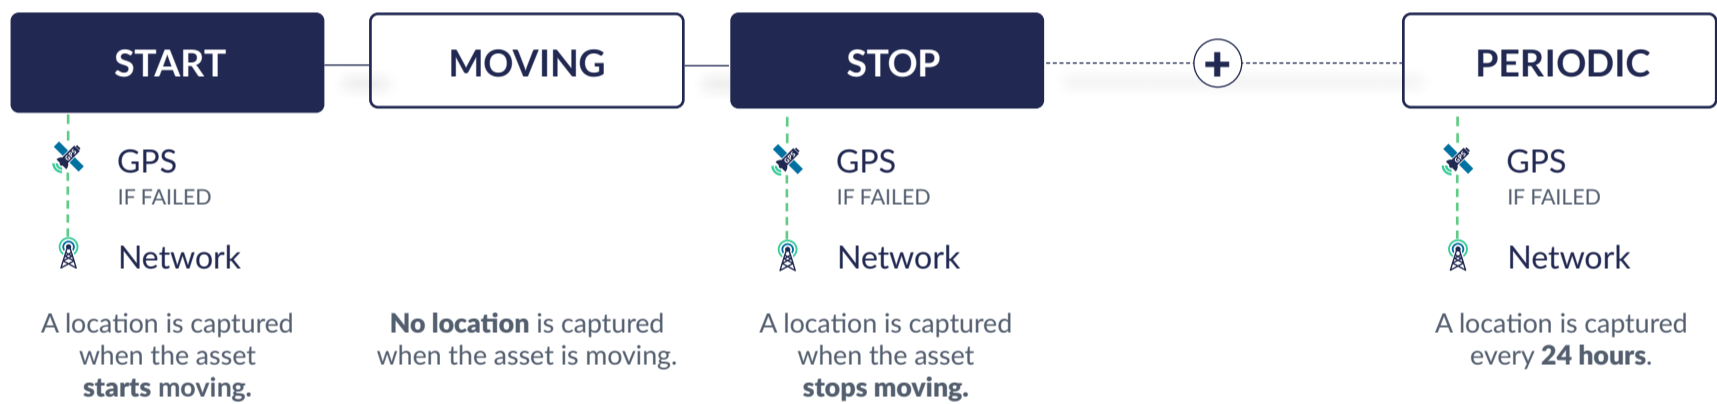 START
MOVING
STOP
+
PERIODIC
GPS
IF FAILED
Network
GPS
IF FAILED
Network
GPS
IF FAILED
Network
A location is captured
when the asset
starts moving.
No location is captured
when the asset is moving.
A location is captured
when the asset
stops moving.
A location is captured
every 24 hours.